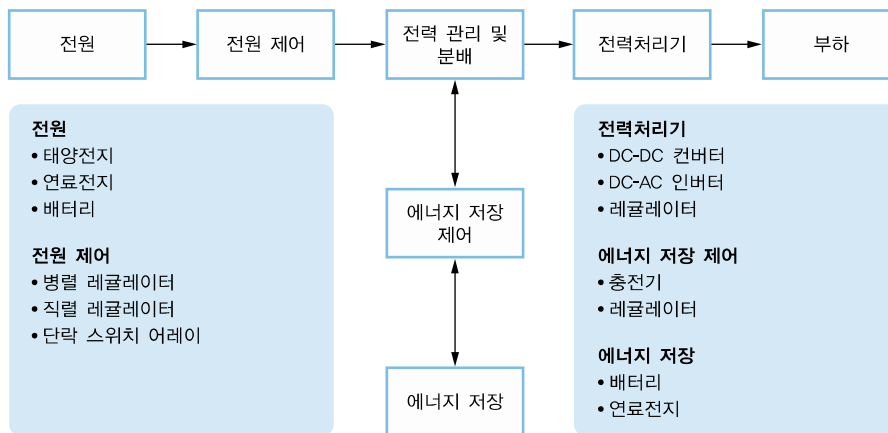 전원
전원 제어
전력 관리 및
분배
전력처리기
부하
전원
• 태양전지
• 연료전지
• 배터리
전원 제어
• 병렬 레귤레이터
• 직렬 레귤레이터
• 단락 스위치 어레이
에너지 저장
제어
에너지 저장
전력처리기
• DC-DC 컨버터
• DC-AC 인버터
• 레귤레이터
에너지 저장 제어
• 충전기
• 레귤레이터
에너지 저장
• 배터리
• 연료전지